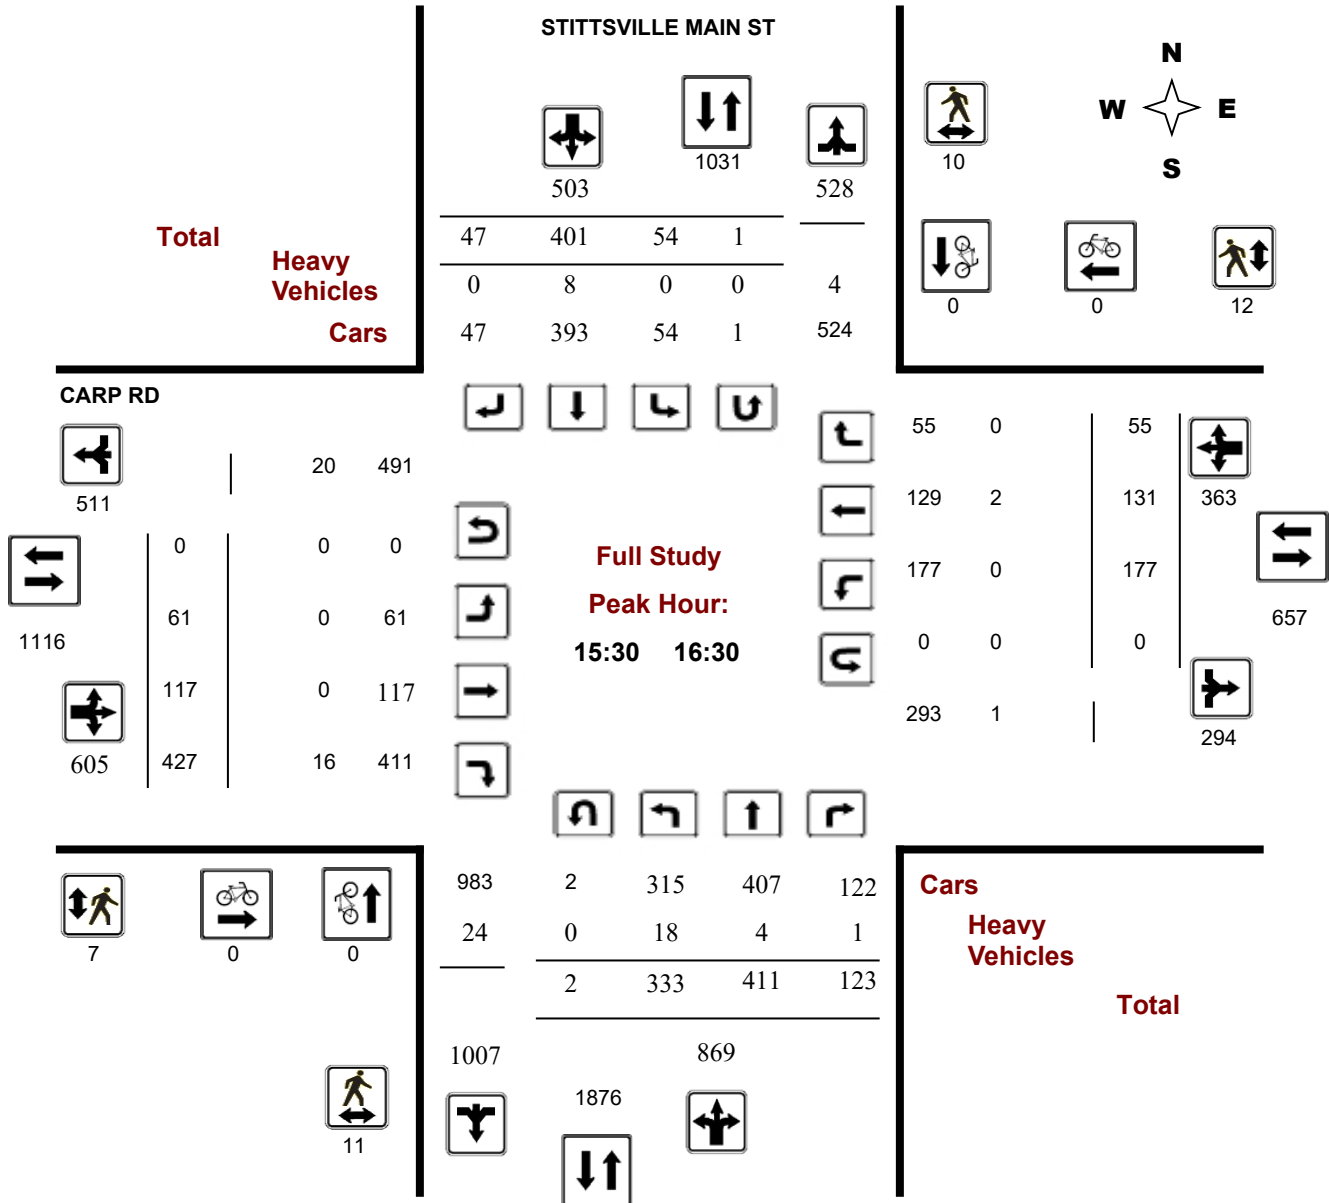 STITTSVILLE MAIN ST
N
W E
S
1031
10
503
528
Total
47 401 54 1
Heavy
Vehicles
0 8 0 0 4
0 0 12
Cars
47 393 54 1 524
CARP RD
55 0 55
20 491
511
129 2 131 363
0 0 0
Full Study
177 0 177
Peak Hour:
61 0 61
657
1116
15:30 16:30
0 0 0
117 0 117
293 1
294
605 427 16 411
983 2 315 407 122
Cars
24 0 18 4 1
Heavy
Vehicles
7 0 0
2 333 411 123
Total
1007 869
1876
11